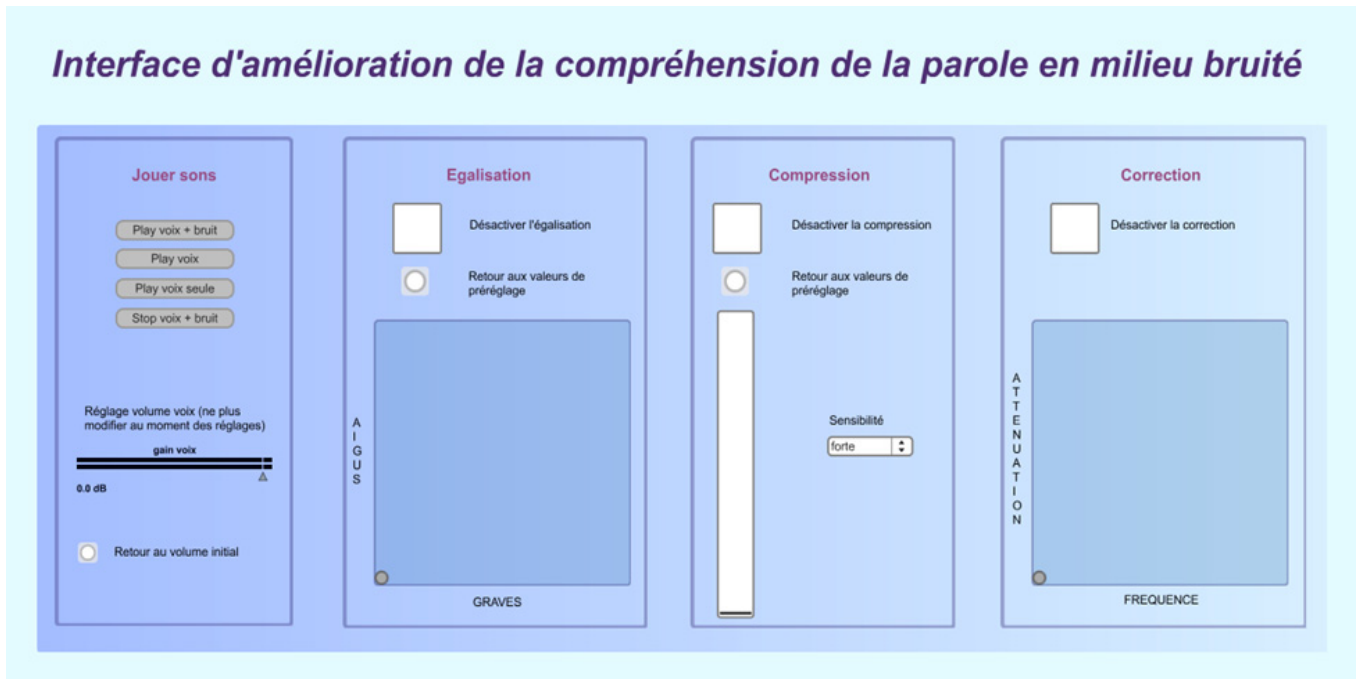 Interface d'amélioration de la compréhension de la parole en milieu bruité
Jouer sons
Play voix + bruit
Play voix
Play voix seule
Stop voix + bruit
Réglage volume voix (ne plus
modifier au moment des réglages)
gain voix
0.0 dB
Retour au volume initial
Egalisation
Désactiver l'égalisation
Retour aux valeurs de
préréglage
AIGUS
GRAVES
Compression
Désactiver la compression
Retour aux valeurs de
préréglage
Sensibilité
forte
Correction
Désactiver la correction
ATTENUATION
FREQUENCE